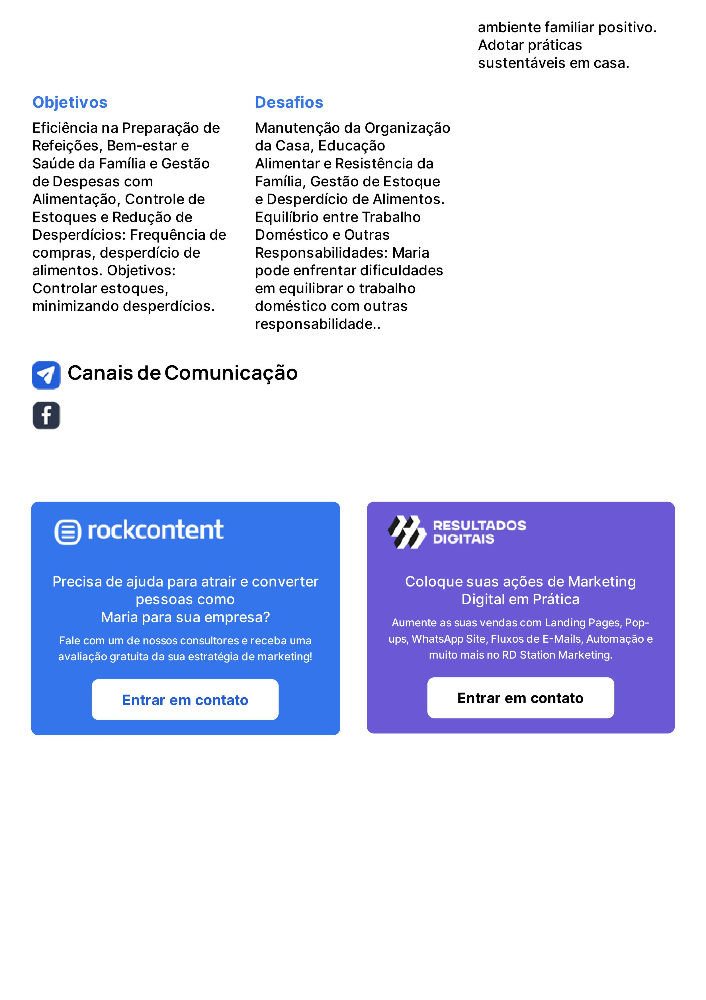 ambiente familiar positivo.
Adotar práticas
sustentáveis em casa.
Objetivos
Eficiência na Preparação de
Refeições, Bem-estar e
Saúde da Família e Gestão
de Despesas com
Alimentação, Controle de
Estoques e Redução de
Desperdícios: Frequência de
compras, desperdício de
alimentos. Objetivos:
Controlar estoques,
minimizando desperdícios.
Desafios
Manutenção da Organização
da Casa, Educação
Alimentar e Resistência da
Família, Gestão de Estoque
e Desperdício de Alimentos.
Equilíbrio entre Trabalho
Doméstico e Outras
Responsabilidades: Maria
pode enfrentar dificuldades
em equilibrar o trabalho
doméstico com outras
responsabilidade..
Canais de Comunicação
rockcontent
Precisa de ajuda para atrair e converter
pessoas como
Maria para sua empresa?
Fale com um de nossos consultores e receba uma
avaliação gratuita da sua estratégia de marketing!
Entrar em contato
RESULTADOS
DIGITAIS
Coloque suas ações de Marketing
Digital em Prática
Aumente as suas vendas com Landing Pages, Pop-
ups, WhatsApp Site, Fluxos de E-Mails, Automação e
muito mais no RD Station Marketing.
Entrar em contato